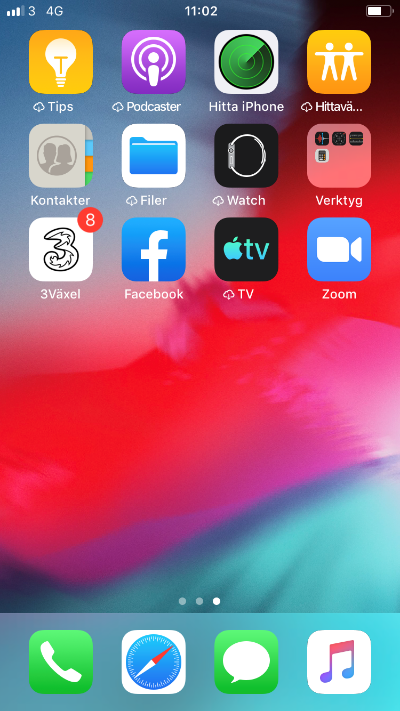 3 4G 11:02
Tips Podcaster Hitta iPhone Hittavä...
Kontakter Filer Watch Verktyg
8
3 tv
3Växel Facebook TV Zoom